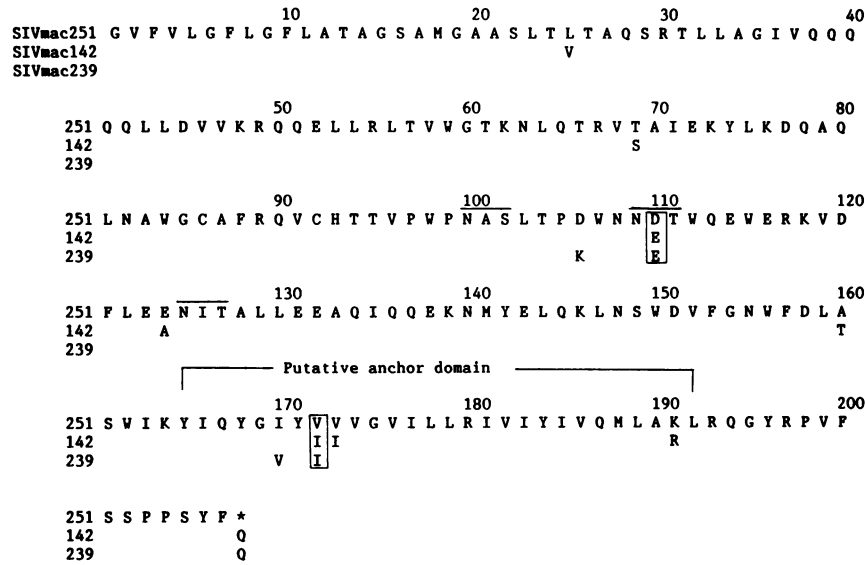 10 20 30 40
SIVmac251 G V F V L G F L G F L A T A G S A M G A A S L T L T A Q S R T L L A G I V Q Q Q
SIVmac142 V
SIVmac239
50 60 70 80
251 Q Q L L D V V K R Q Q E L L R L T V W G T K N L Q T R V T A I E K Y L K D Q A Q
142 S
239
90 100 110 120
251 L N A W G C A F R Q V C H T T V P W P N A S L T P D W N N D T W Q E W E R K V D
142 E
239 K E
130 140 150 160
251 F L E E N I T A L L E E A Q I Q Q E K N M Y E L Q K L N S W D V F G N W F D L A
142 A T
239
Putative anchor domain
170 180 190 200
251 S W I K Y I Q Y G I Y V V V G V I L L R I V I Y I V Q M L A K L R Q G Y R P V F
142 I I R
239 V I
251 S S P P S Y F *
142 Q
239 Q